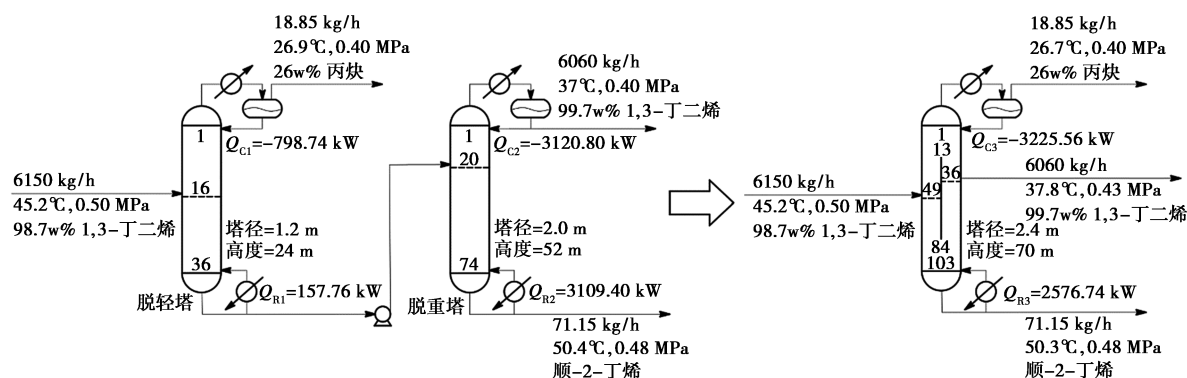 18.85 kg/h
26.9℃,0.40 MPa
26w% 丙炔
1
Q_C1=-798.74 kW
6150 kg/h
45.2℃,0.50 MPa
98.7w% 1,3-丁二烯
16
塔径=1.2 m
高度=24 m
36
Q_R1=157.76 kW
脱轻塔
6060 kg/h
37℃,0.40 MPa
99.7w% 1,3-丁二烯
1
Q_C2=-3120.80 kW
20
塔径=2.0 m
高度=52 m
74
Q_R2=3109.40 kW
脱重塔
71.15 kg/h
50.4℃,0.48 MPa
顺-2-丁烯
18.85 kg/h
26.7℃,0.40 MPa
26w% 丙炔
1
13
Q_C3=-3225.56 kW
36
6060 kg/h
37.8℃,0.43 MPa
99.7w% 1,3-丁二烯
6150 kg/h
45.2℃,0.50 MPa
98.7w% 1,3-丁二烯
49
塔径=2.4 m
高度=70 m
84
103
Q_R3=2576.74 kW
71.15 kg/h
50.3℃,0.48 MPa
顺-2-丁烯